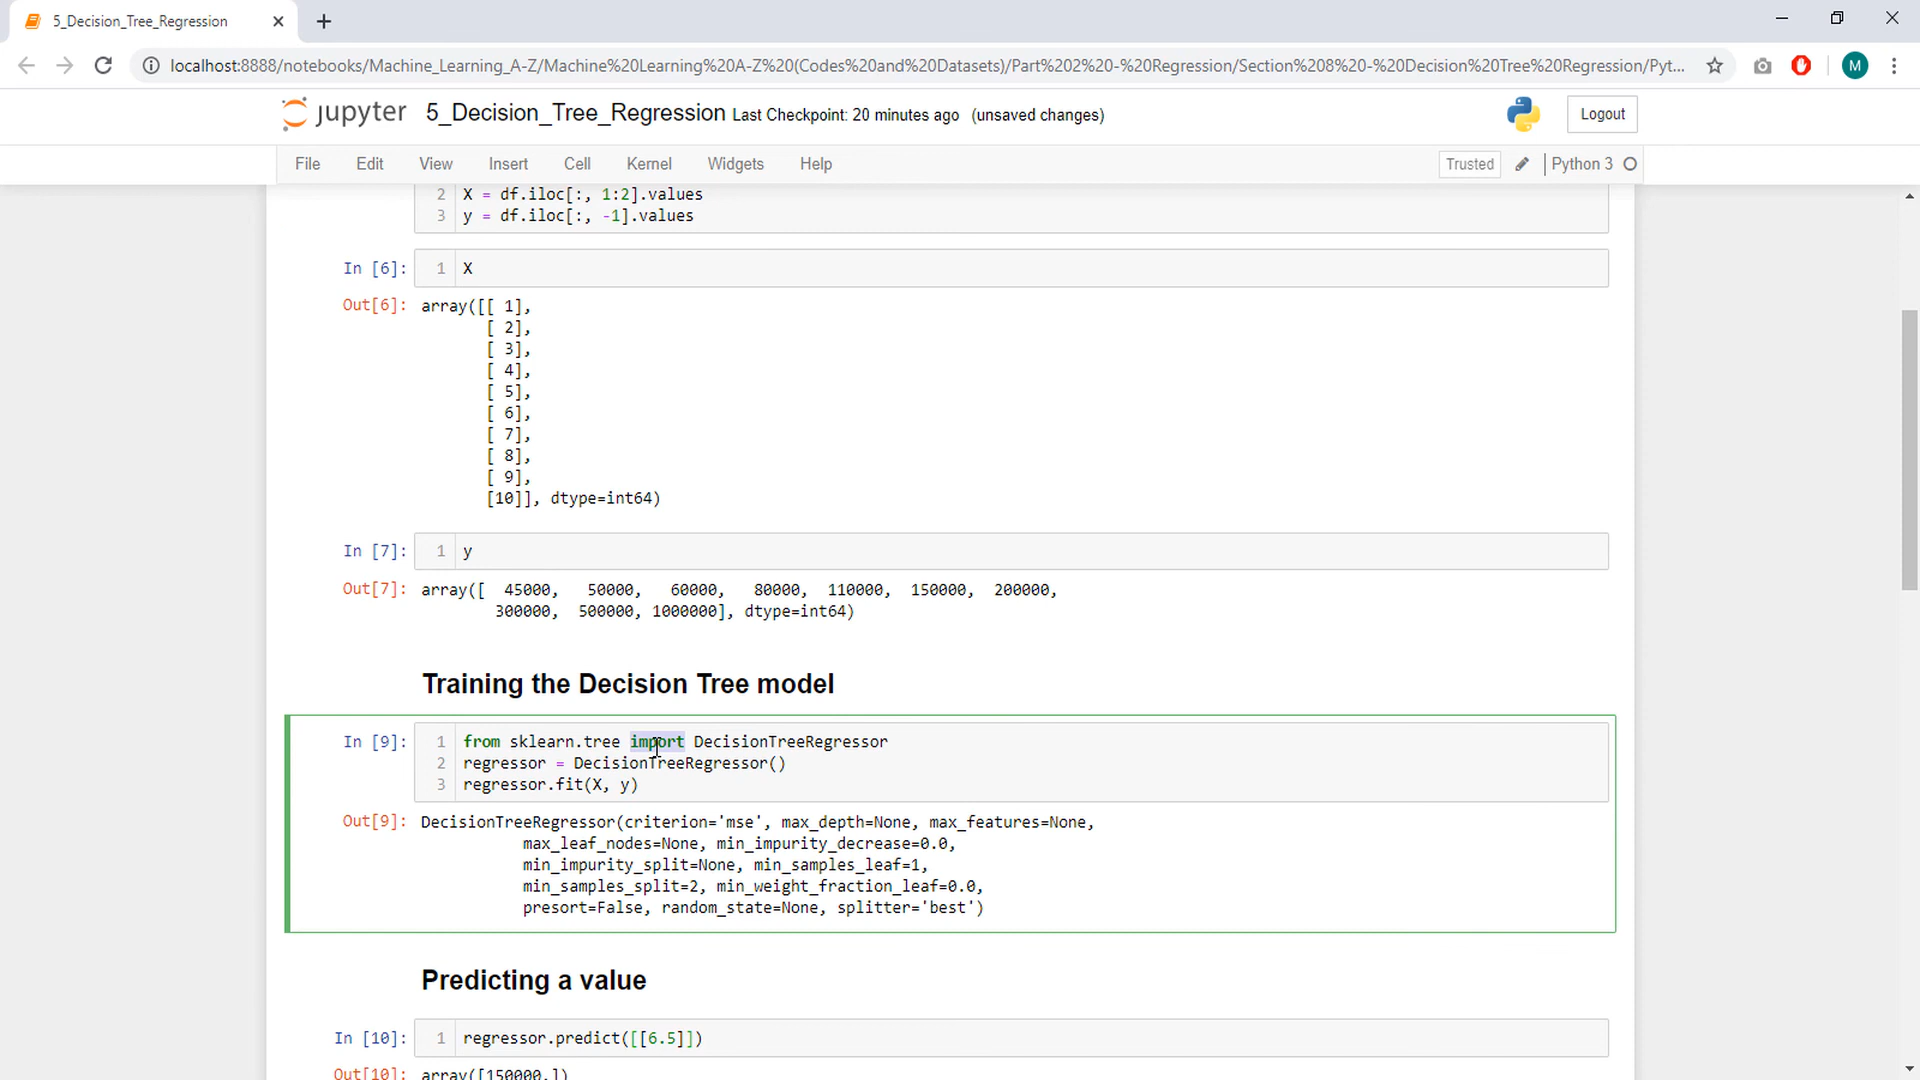 5_Decision_Tree_Regression
localhost:8888/notebooks/Machine_Learning_A-Z/Machine%20Learning%20A-Z%20(Codes%20and%20Datasets)/Part%202%20-%20Regression/Section%208%20-%20Decision%20Tree%20Regression/Pyt...
M
jupyter 5_Decision_Tree_Regression Last Checkpoint: 20 minutes ago (unsaved changes)
Logout
File Edit View Insert Cell Kernel Widgets Help
Trusted Python 3
2 X = df.iloc[:, 1:2].values
3 y = df.iloc[:, -1].values
In [6]: 1 X
Out[6]: array([[ 1],
[ 2],
[ 3],
[ 4],
[ 5],
[ 6],
[ 7],
[ 8],
[ 9],
[10]], dtype=int64)
In [7]: 1 y
Out[7]: array([ 45000, 50000, 60000, 80000, 110000, 150000, 200000,
300000, 500000, 1000000], dtype=int64)
Training the Decision Tree model
In [9]: 1 from sklearn.tree import DecisionTreeRegressor
2 regressor = DecisionTreeRegressor()
3 regressor.fit(X, y)
Out[9]: DecisionTreeRegressor(criterion='mse', max_depth=None, max_features=None,
max_leaf_nodes=None, min_impurity_decrease=0.0,
min_impurity_split=None, min_samples_leaf=1,
min_samples_split=2, min_weight_fraction_leaf=0.0,
presort=False, random_state=None, splitter='best')
Predicting a value
In [10]: 1 regressor.predict([[6.5]])
Out[10]: array([150000.])